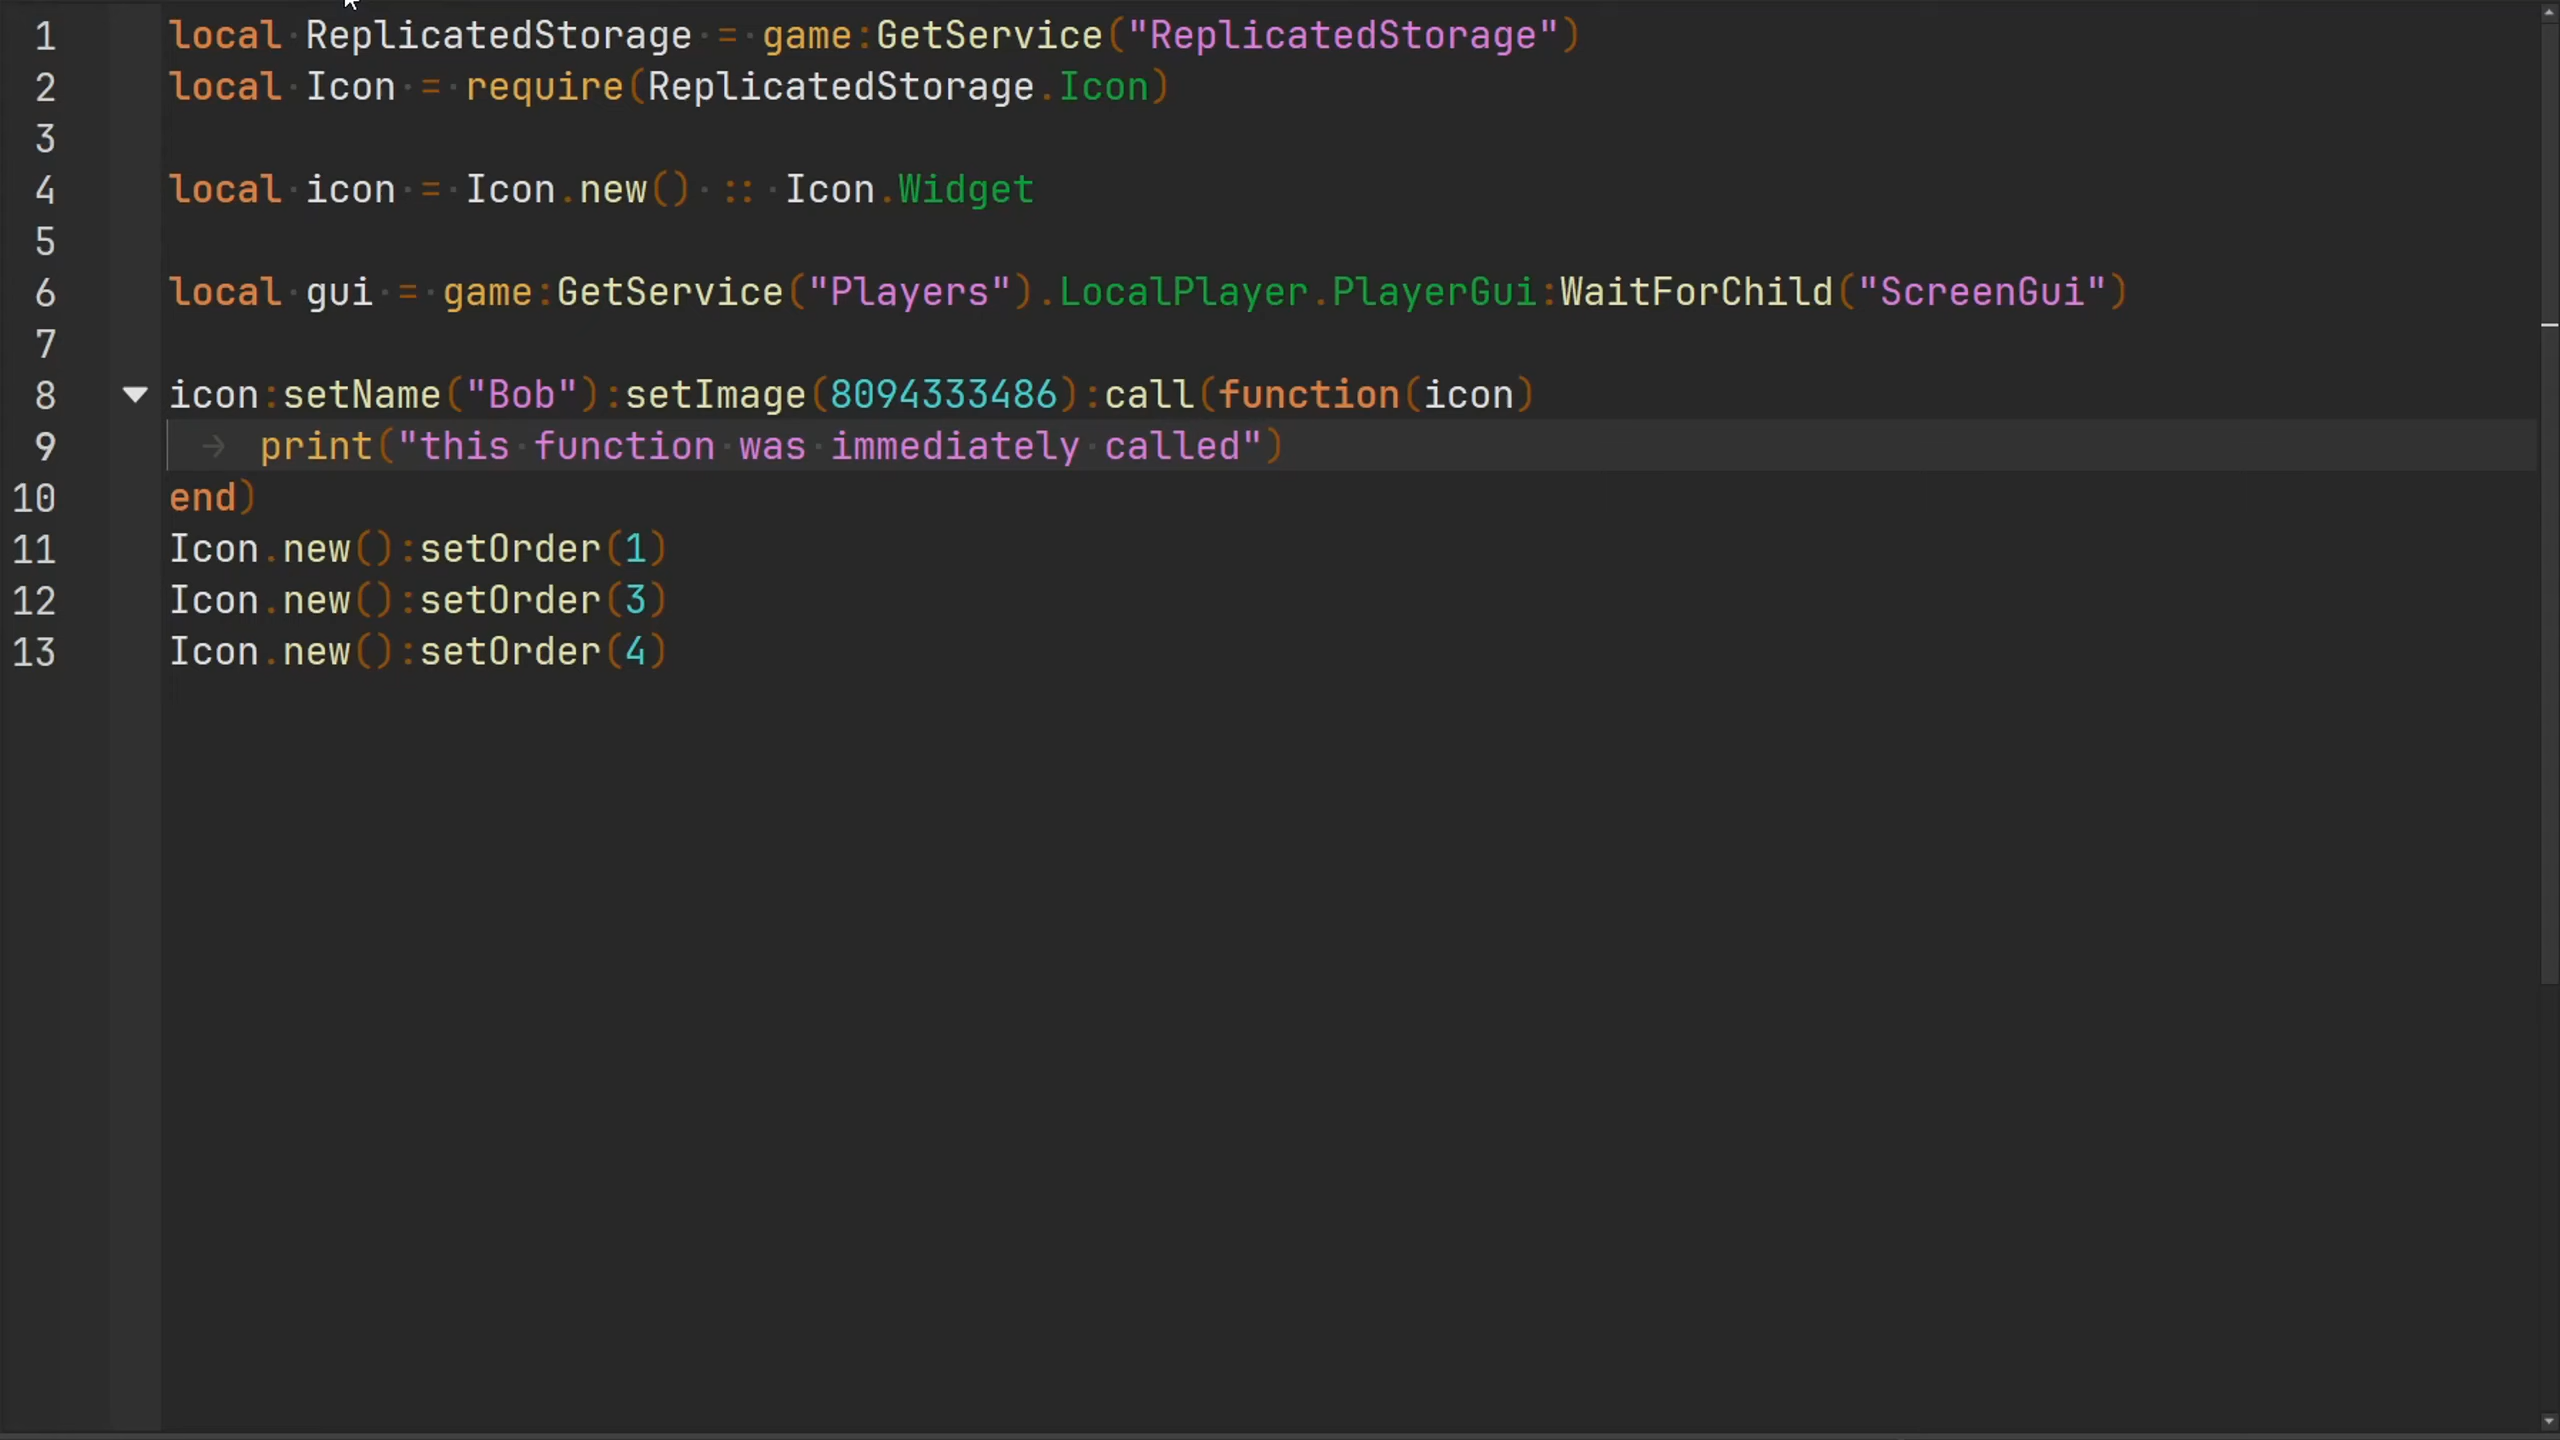 1 local ReplicatedStorage = game:GetService("ReplicatedStorage")
2 local Icon = require(ReplicatedStorage.Icon)
3
4 local icon = Icon.new() :: Icon.Widget
5
6 local gui = game:GetService("Players").LocalPlayer.PlayerGui:WaitForChild("ScreenGui")
7
8 icon:setName("Bob"):setImage(8094333486):call(function(icon)
9 print("this function was immediately called")
10 end)
11 Icon.new():setOrder(1)
12 Icon.new():setOrder(3)
13 Icon.new():setOrder(4)